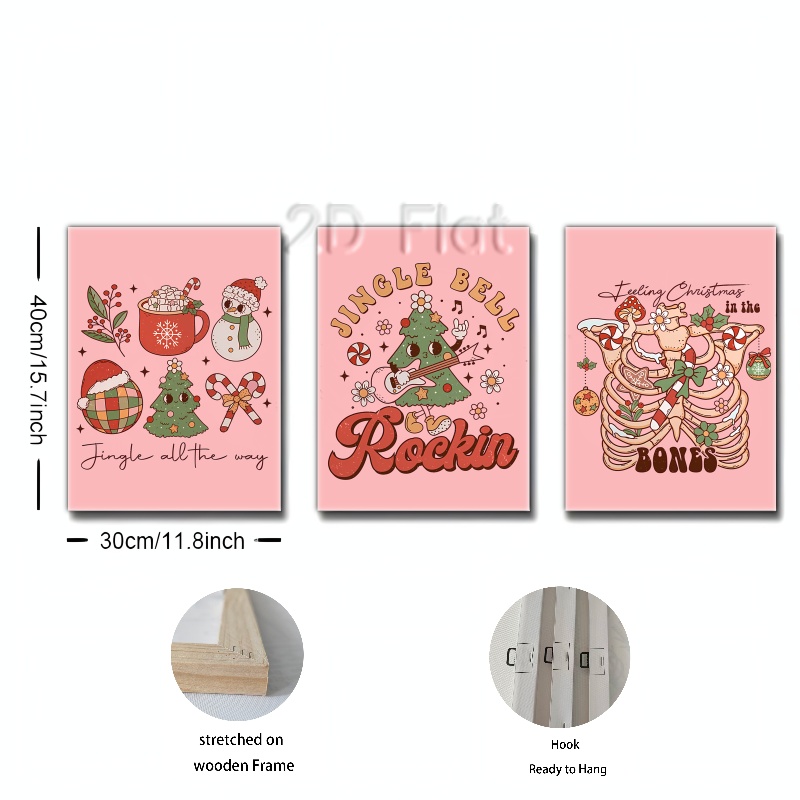 2D Flat
40cm/15.7inch
30cm/11.8inch
Jingle all the way
JINGLE BELL
Rockin
Feeling Christmas
in the
BONES
stretched on
wooden Frame
Hook
Ready to Hang